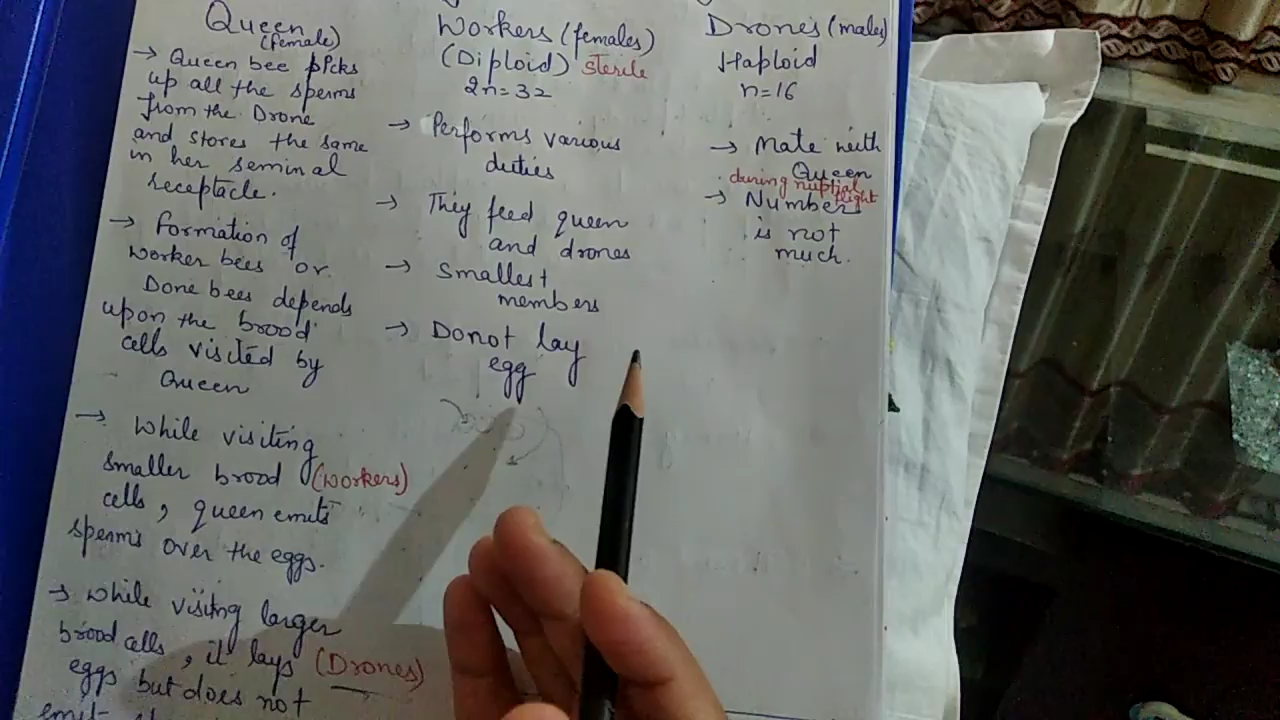 Queen
(female)
→ Queen bee picks
up all the sperms
from the Drone
and stores the same
in her seminal
receptacle.
→ Formation of
worker bees or
Done bees depends
upon the brood
cells visited by
Queen
→ While visiting
smaller brood (workers)
cells, queen emits
sperms over the eggs.
→ While visiting larger
brood cells, it lays (Drones)
eggs but does not
emit
Workers (females)
(Diploid) sterile
2n=32
→ Performs various
duties
→ They feed queen
and drones
→ Smallest
members
→ Donot lay
egg
Drones (males)
Haploid
n=16
→ Mate with
Queen
during nuptial
flight
→ Number
is not
much.